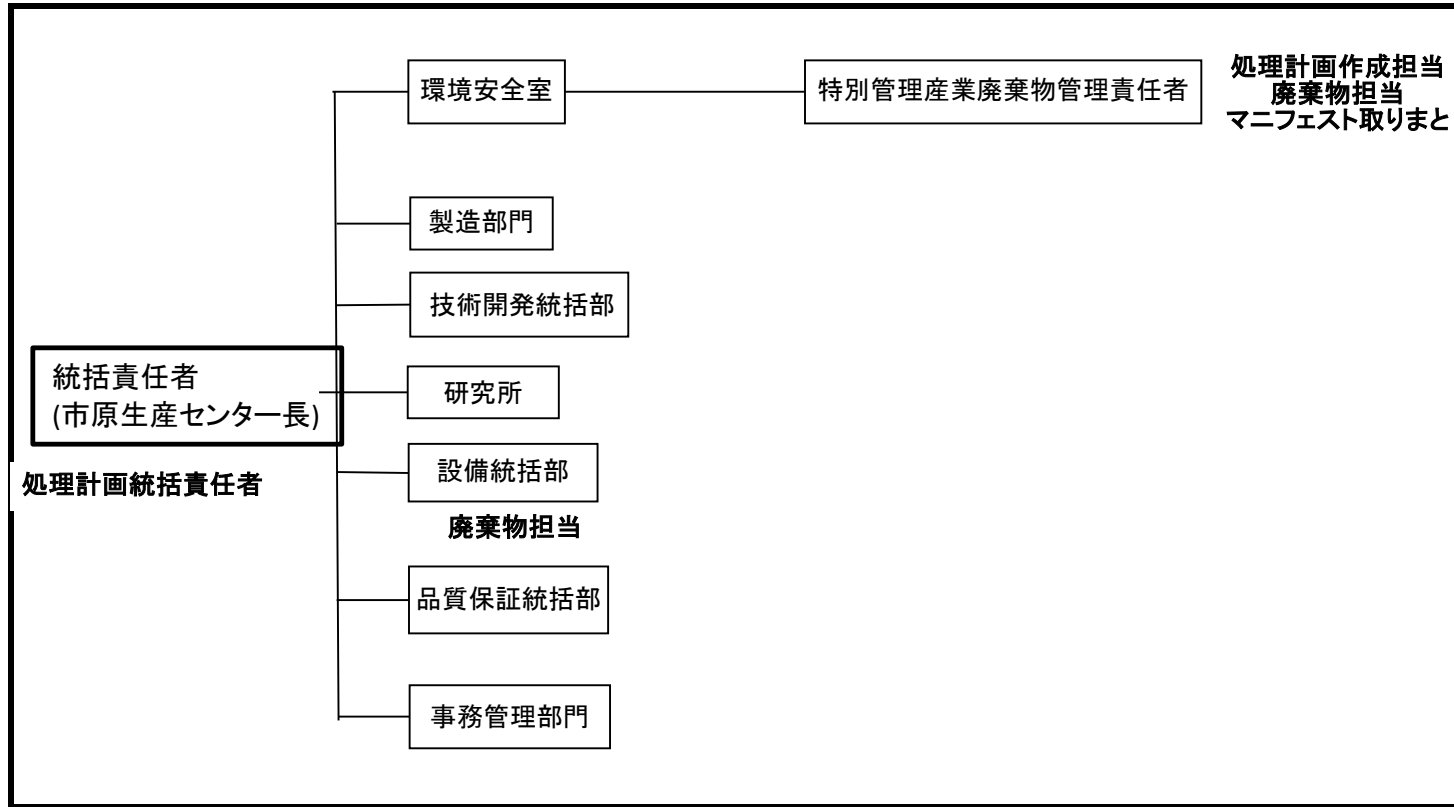 環境安全室
特別管理産業廃棄物管理責任者
処理計画作成担当
廃棄物担当
マニフェスト取りまと
製造部門
技術開発統括部
統括責任者
(市原生産センター長)
処理計画統括責任者
研究所
設備統括部
廃棄物担当
品質保証統括部
事務管理部門